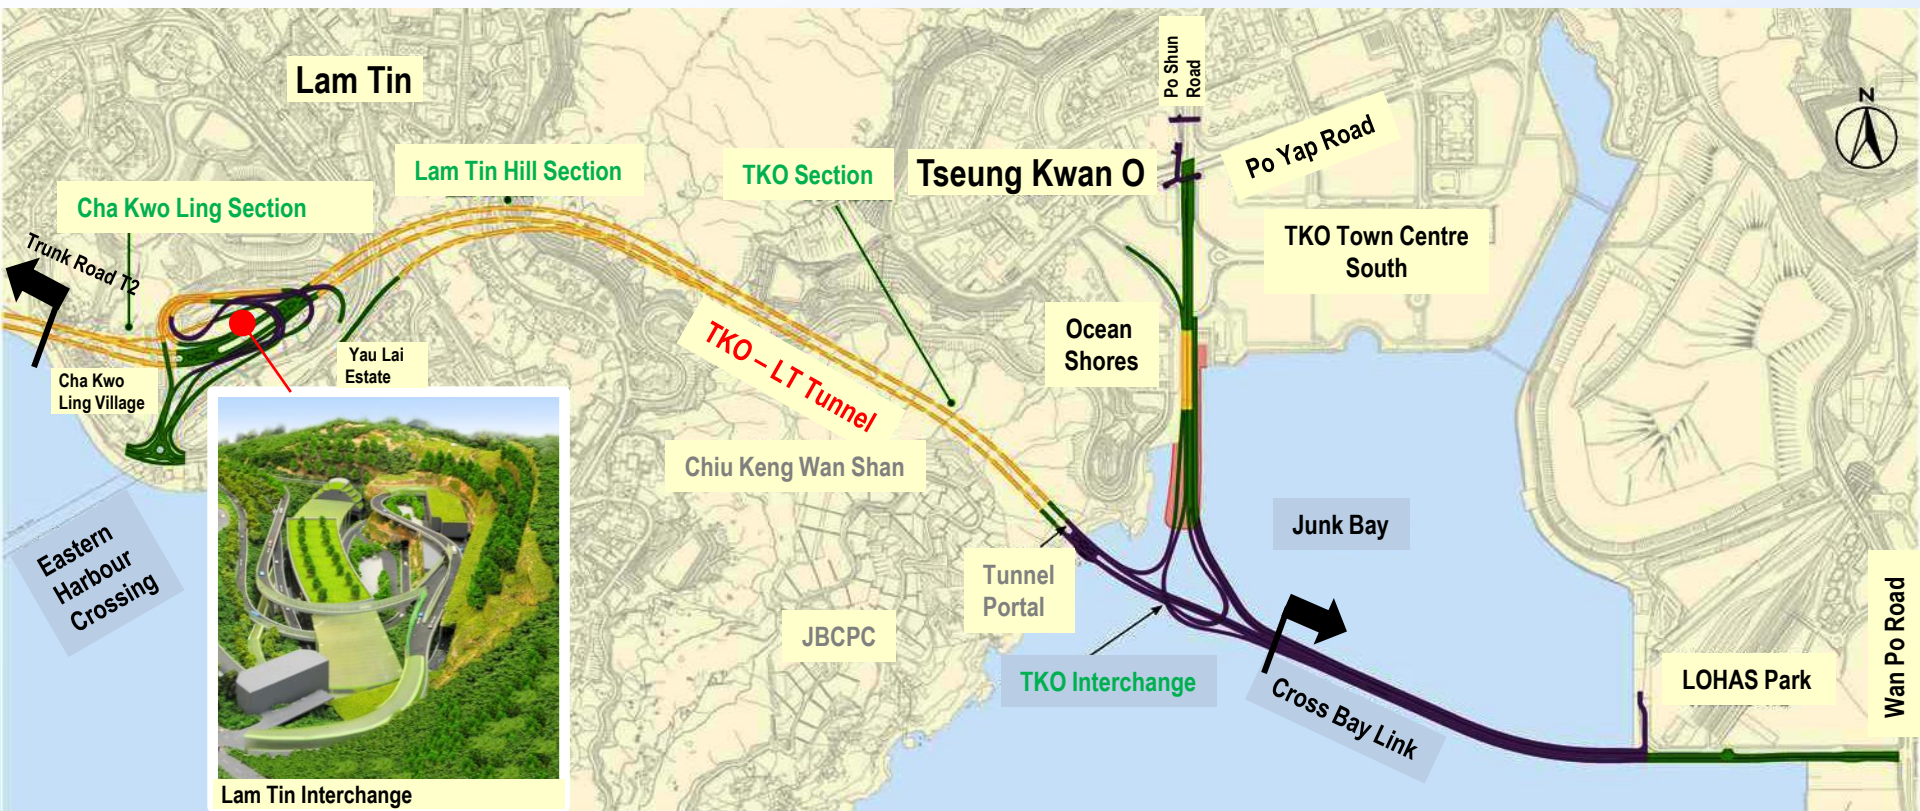 Lam Tin
Po Shun
Road
N
Po Yap Road
Lam Tin Hill Section
TKO Section
Tseung Kwan O
Cha Kwo Ling Section
TKO Town Centre
South
Trunk Road T2
Ocean
Shores
TKO – LT Tunnel
Yau Lai
Estate
Cha Kwo
Ling Village
Chiu Keng Wan Shan
Junk Bay
Eastern
Harbour
Crossing
Tunnel
Portal
JBCPC
TKO Interchange
Cross Bay Link
LOHAS Park
Wan Po Road
Lam Tin Interchange